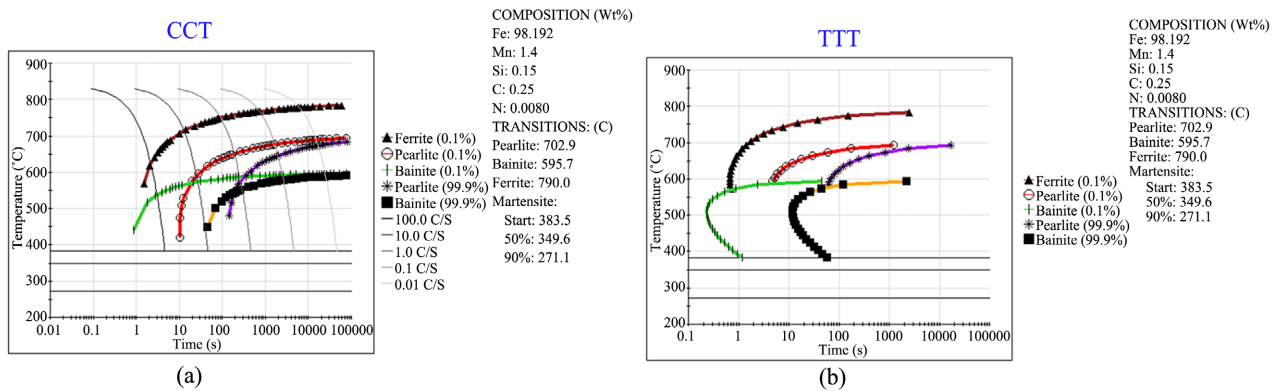 CCT
900
800
700
600
500
400
300
200
Temperature (°C)
0.01
0.1
1
10
100
1000
10000
100000
Time (s)
Ferrite (0.1%)
Pearlite (0.1%)
Bainite (0.1%)
Pearlite (99.9%)
Bainite (99.9%)
100.0 C/S
10.0 C/S
1.0 C/S
0.1 C/S
0.01 C/S
COMPOSITION (Wt%)
Fe: 98.192
Mn: 1.4
Si: 0.15
C: 0.25
N: 0.0080
TRANSITIONS: (C)
Pearlite: 702.9
Bainite: 595.7
Ferrite: 790.0
Martensite:
Start: 383.5
50%: 349.6
90%: 271.1
(a)
TTT
900
800
700
600
500
400
300
200
Temperature (°C)
0.1
1
10
100
1000
10000
100000
Time (s)
Ferrite (0.1%)
Pearlite (0.1%)
Bainite (0.1%)
Pearlite (99.9%)
Bainite (99.9%)
COMPOSITION (Wt%)
Fe: 98.192
Mn: 1.4
Si: 0.15
C: 0.25
N: 0.0080
TRANSITIONS: (C)
Pearlite: 702.9
Bainite: 595.7
Ferrite: 790.0
Martensite:
Start: 383.5
50%: 349.6
90%: 271.1
(b)